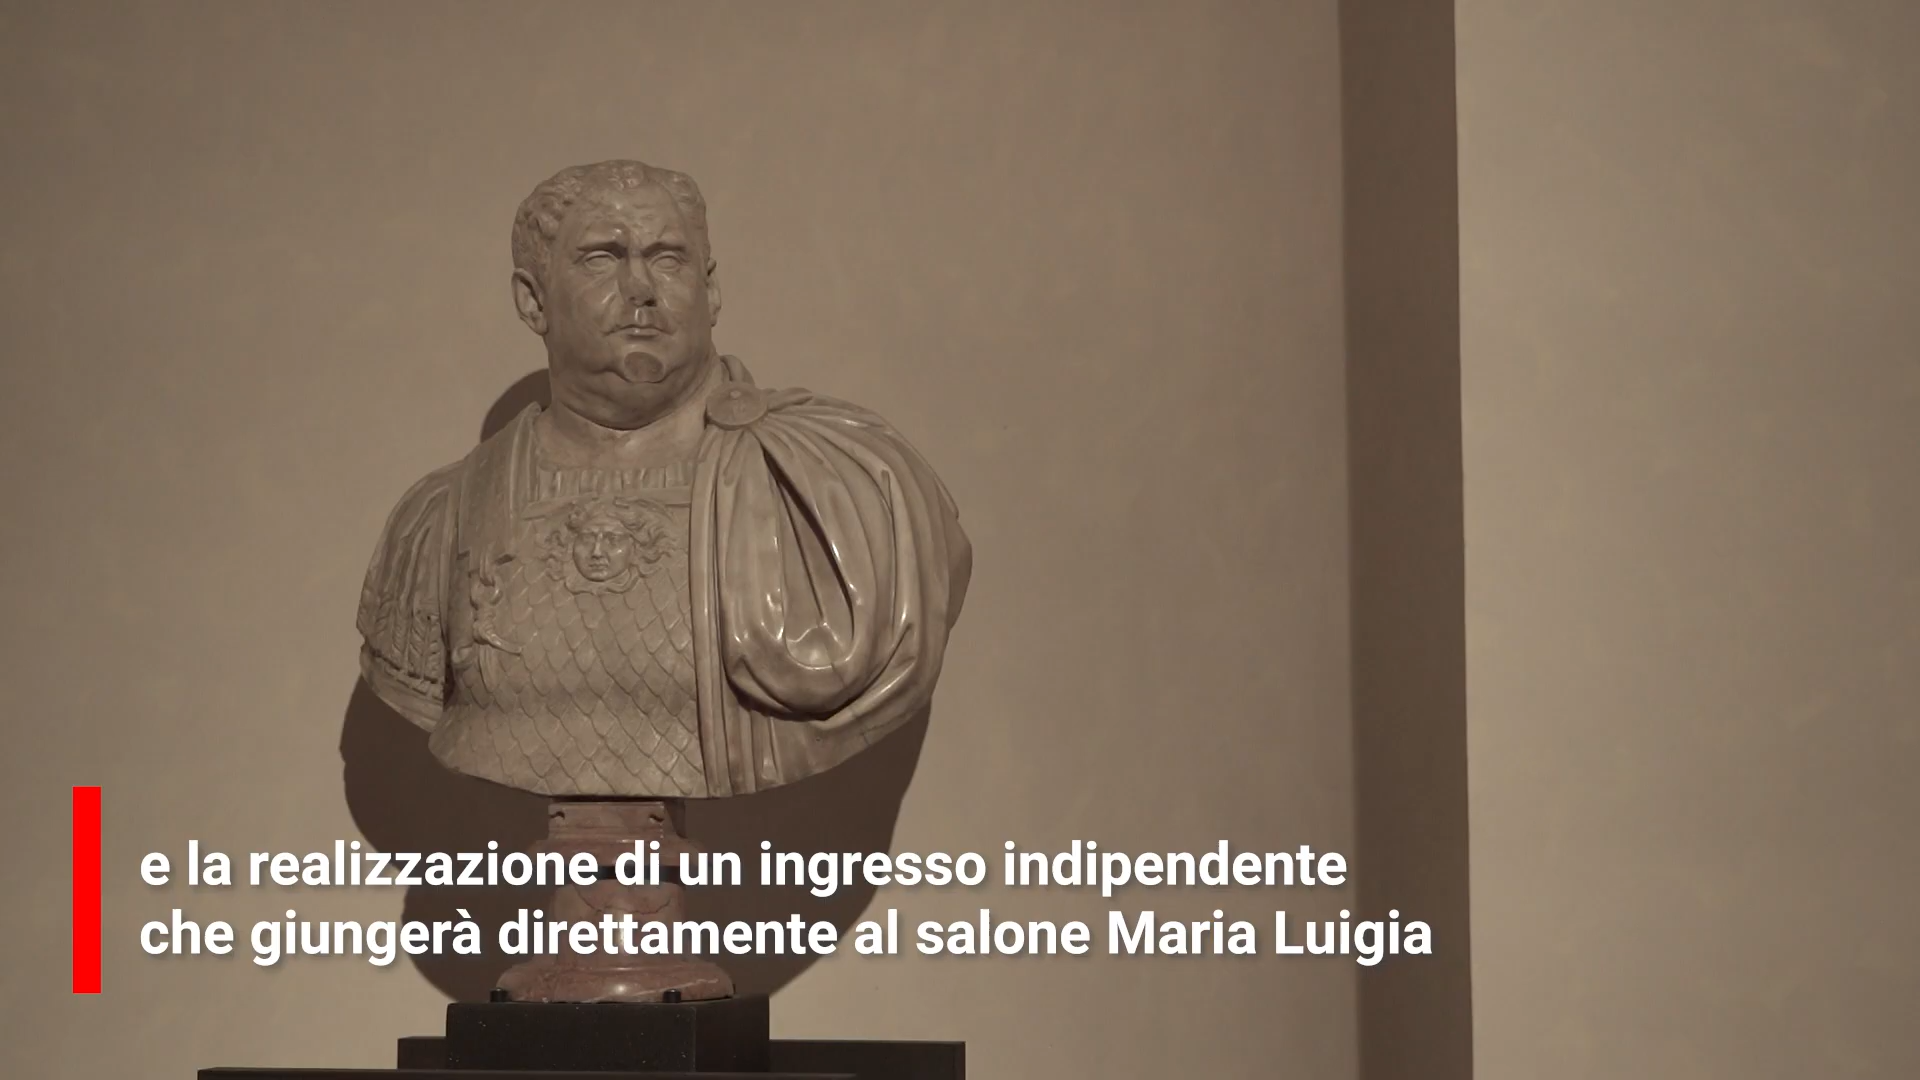 e la realizzazione di un ingresso indipendente
che giungerà direttamente al salone Maria Luigia